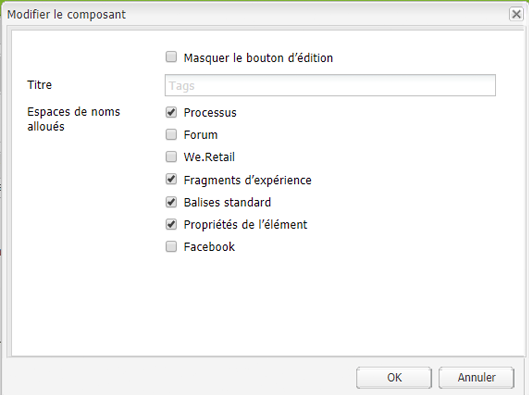 Modifier le composant
Masquer le bouton d’édition
Titre
Tags
Espaces de noms
alloués
Processus
Forum
We.Retail
Fragments d’expérience
Balises standard
Propriétés de l’élément
Facebook
OK
Annuler